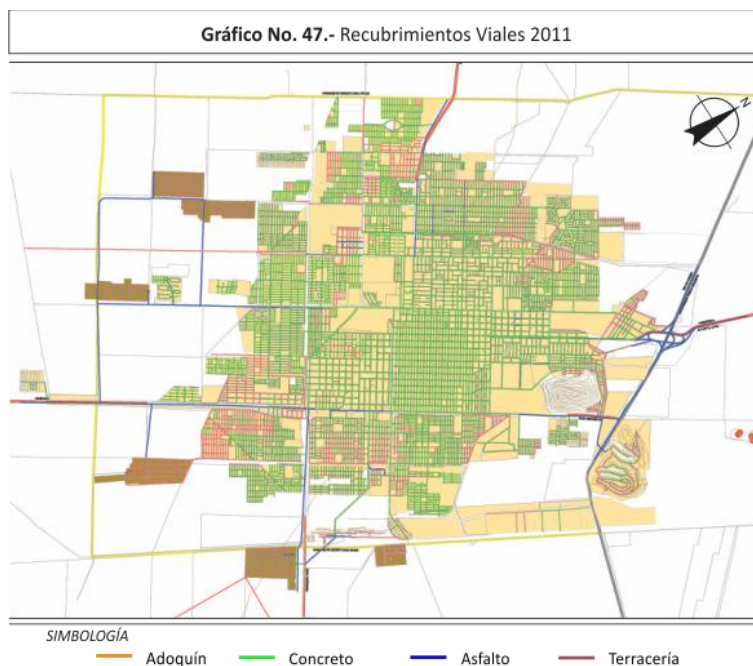 Gráfico No. 47.- Recubrimientos Viales 2011
N
SIMBOLOGÍA
Adoquín
Concreto
Asfalto
Terracería